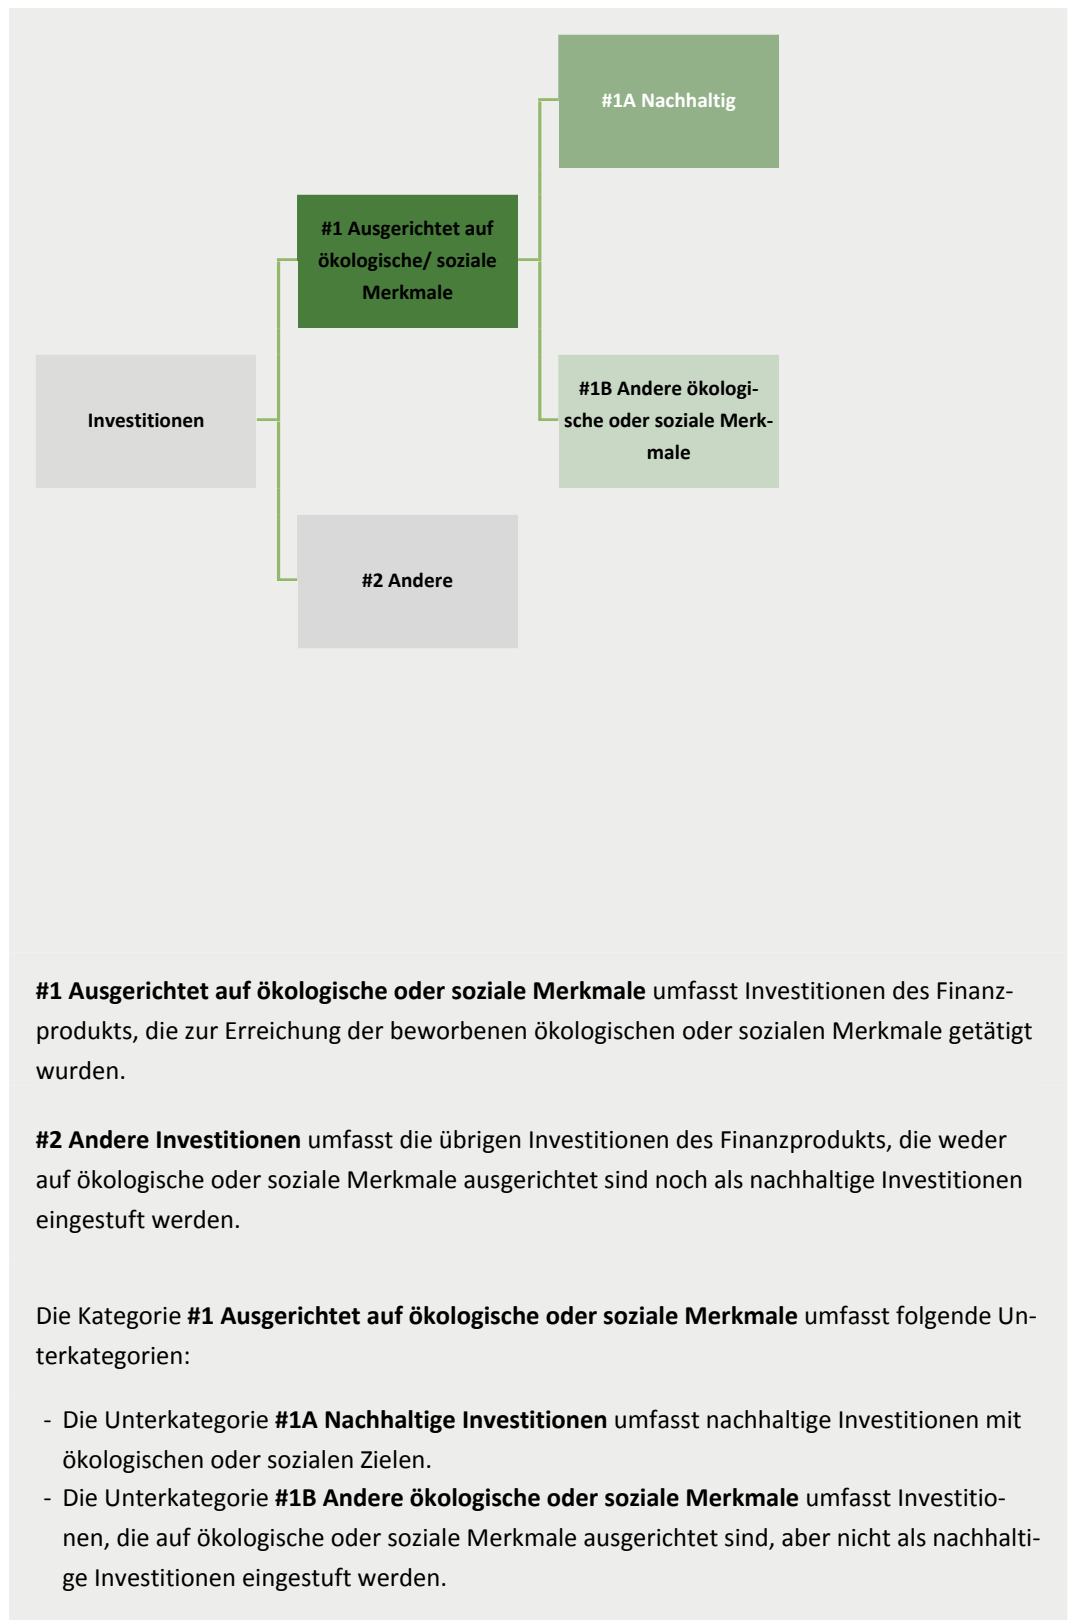 #1A Nachhaltig
#1 Ausgerichtet auf
ökologische/ soziale
Merkmale
#1B Andere ökologi-
sche oder soziale Merk-
male
Investitionen
#2 Andere
#1 Ausgerichtet auf ökologische oder soziale Merkmale umfasst Investitionen des Finanz-
produkts, die zur Erreichung der beworbenen ökologischen oder sozialen Merkmale getätigt
wurden.
#2 Andere Investitionen umfasst die übrigen Investitionen des Finanzprodukts, die weder
auf ökologische oder soziale Merkmale ausgerichtet sind noch als nachhaltige Investitionen
eingestuft werden.
Die Kategorie #1 Ausgerichtet auf ökologische oder soziale Merkmale umfasst folgende Un-
terkategorien:
- Die Unterkategorie #1A Nachhaltige Investitionen umfasst nachhaltige Investitionen mit
ökologischen oder sozialen Zielen.
- Die Unterkategorie #1B Andere ökologische oder soziale Merkmale umfasst Investitio-
nen, die auf ökologische oder soziale Merkmale ausgerichtet sind, aber nicht als nachhalti-
ge Investitionen eingestuft werden.